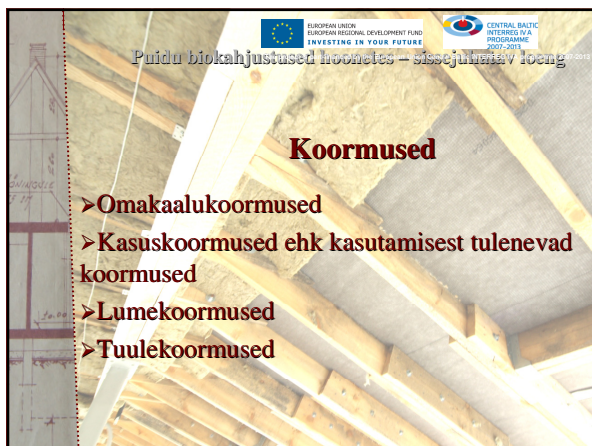 EUROPEAN UNION
EUROPEAN REGIONAL DEVELOPMENT FUND
INVESTING IN YOUR FUTURE
CENTRAL BALTIC
INTERREG IV A
PROGRAMME
2007–2013
Puidu biokahjustused hoonetes – sissejuhatav loeng
Koormused
➢Omakaalukoormused
➢Kasuskoormused ehk kasutamisest tulenevad
koormused
➢Lumekoormused
➢Tuulekoormused